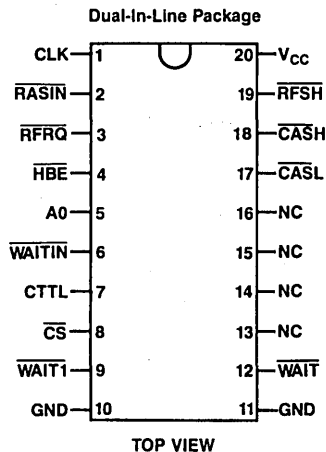 Dual-In-Line Package
CLK 1 20 VCC
RASIN 2 19 RFSH
RFRQ 3 18 CASH
HBE 4 17 CASL
A0 5 16 NC
WAITIN 6 15 NC
CTTL 7 14 NC
CS 8 13 NC
WAIT1 9 12 WAIT
GND 10 11 GND
TOP VIEW